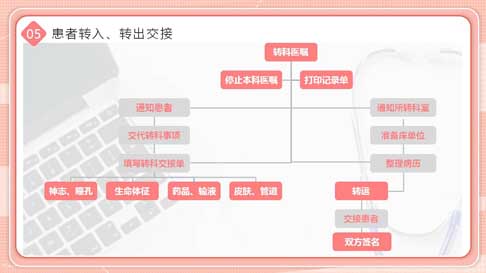 05 患者转入、转出交接
转科医嘱
停止本科医嘱
打印记录单
通知患者
通知所转科室
交代转科事项
准备床单位
填写转科交接单
整理病历
神志、瞳孔
生命体征
药品、输液
皮肤、管道
转运
交接患者
双方签名